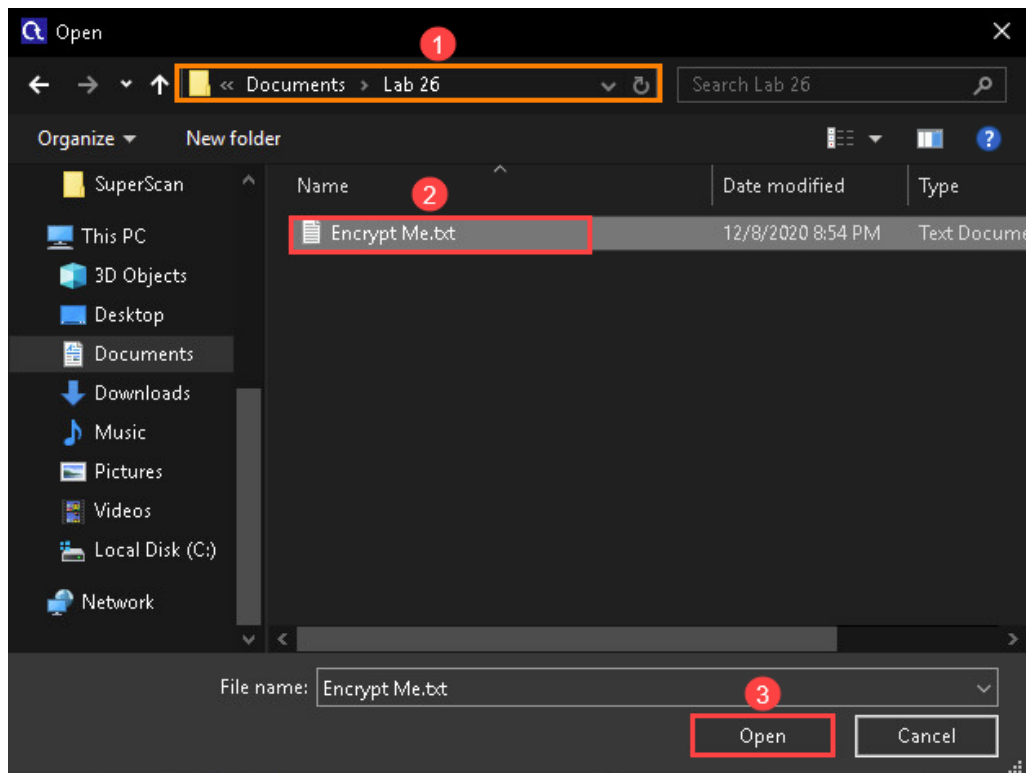 Ct Open
1
« Documents > Lab 26
Search Lab 26
Organize
New folder
?
SuperScan
Name
2
Date modified
Type
This PC
Encrypt Me.txt
12/8/2020 8:54 PM
Text Docume
3D Objects
Desktop
Documents
Downloads
Music
Pictures
Videos
Local Disk (C:)
Network
File name:
Encrypt Me.txt
3
Open
Cancel